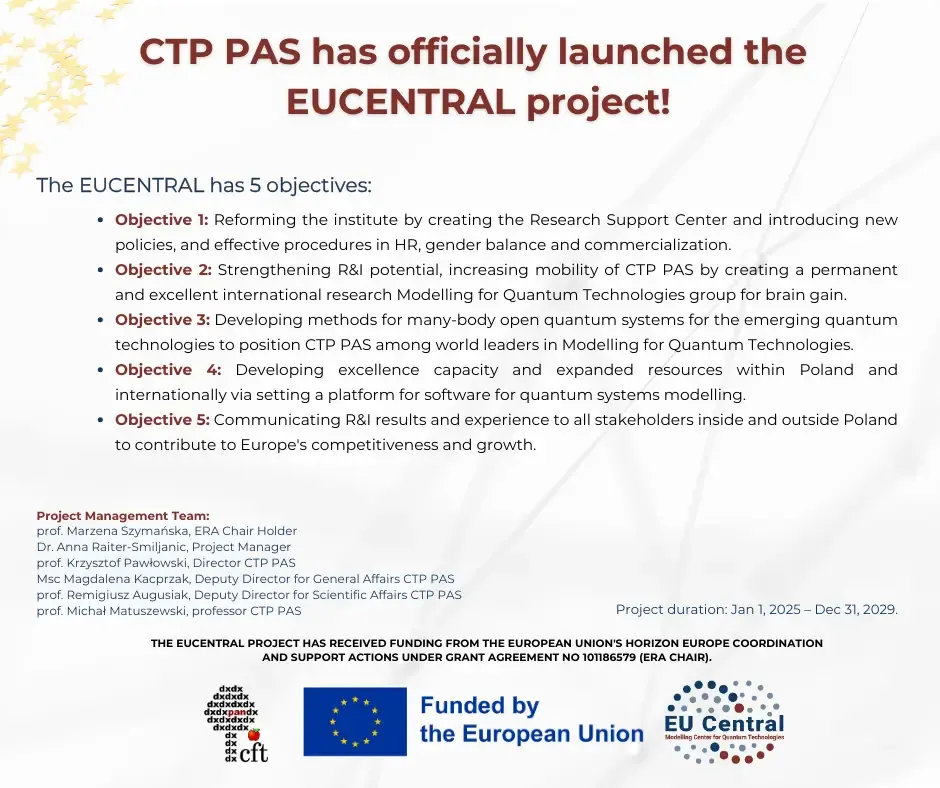 CTP PAS has officially launched the
EUCENTRAL project!
The EUCENTRAL has 5 objectives:
• Objective 1: Reforming the institute by creating the Research Support Center and introducing new
policies, and effective procedures in HR, gender balance and commercialization.
• Objective 2: Strengthening R&I potential, increasing mobility of CTP PAS by creating a permanent
and excellent international research Modelling for Quantum Technologies group for brain gain.
• Objective 3: Developing methods for many-body open quantum systems for the emerging quantum
technologies to position CTP PAS among world leaders in Modelling for Quantum Technologies.
• Objective 4: Developing excellence capacity and expanded resources within Poland and
internationally via setting a platform for software for quantum systems modelling.
• Objective 5: Communicating R&I results and experience to all stakeholders inside and outside Poland
to contribute to Europe's competitiveness and growth.
Project Management Team:
prof. Marzena Szymańska, ERA Chair Holder
Dr. Anna Raiter-Smiljanic, Project Manager
prof. Krzysztof Pawłowski, Director CTP PAS
Msc Magdalena Kacprzak, Deputy Director for General Affairs CTP PAS
prof. Remigiusz Augusiak, Deputy Director for Scientific Affairs CTP PAS
prof. Michał Matuszewski, professor CTP PAS
Project duration: Jan 1, 2025 – Dec 31, 2029.
THE EUCENTRAL PROJECT HAS RECEIVED FUNDING FROM THE EUROPEAN UNION'S HORIZON EUROPE COORDINATION
AND SUPPORT ACTIONS UNDER GRANT AGREEMENT NO 101186579 (ERA CHAIR).
dxdx
dxdxdx
dxdxdxdx
dxdxpandx
dxdxdxdx
dxdxdx
dx
dx
dx cft
Funded by
the European Union
EU Central
Modelling Center for Quantum Technologies